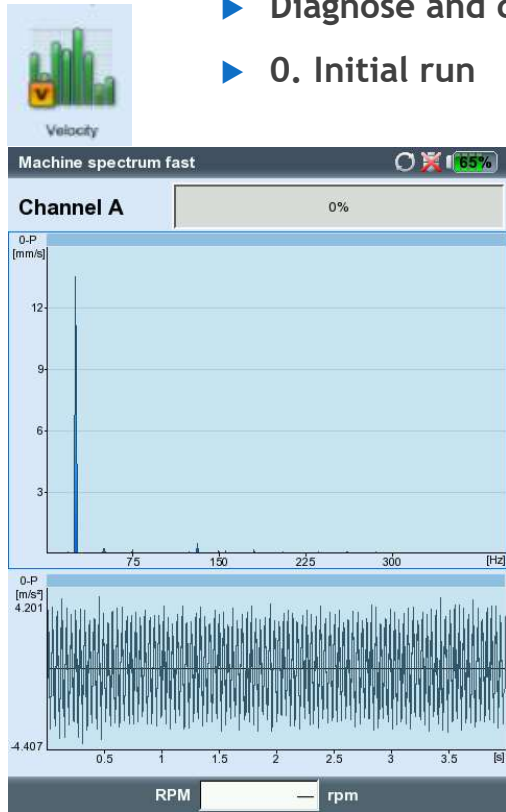 Diagnose and c
0. Initial run
V
Velocity
Machine spectrum fast
65%
Channel A
0%
0-P
[mm/s]
12
9
6
3
75 150 225 300 [Hz]
0-P
[m/s²]
4.201
-4.407
0.5 1 1.5 2 2.5 3 3.5 [s]
RPM — rpm